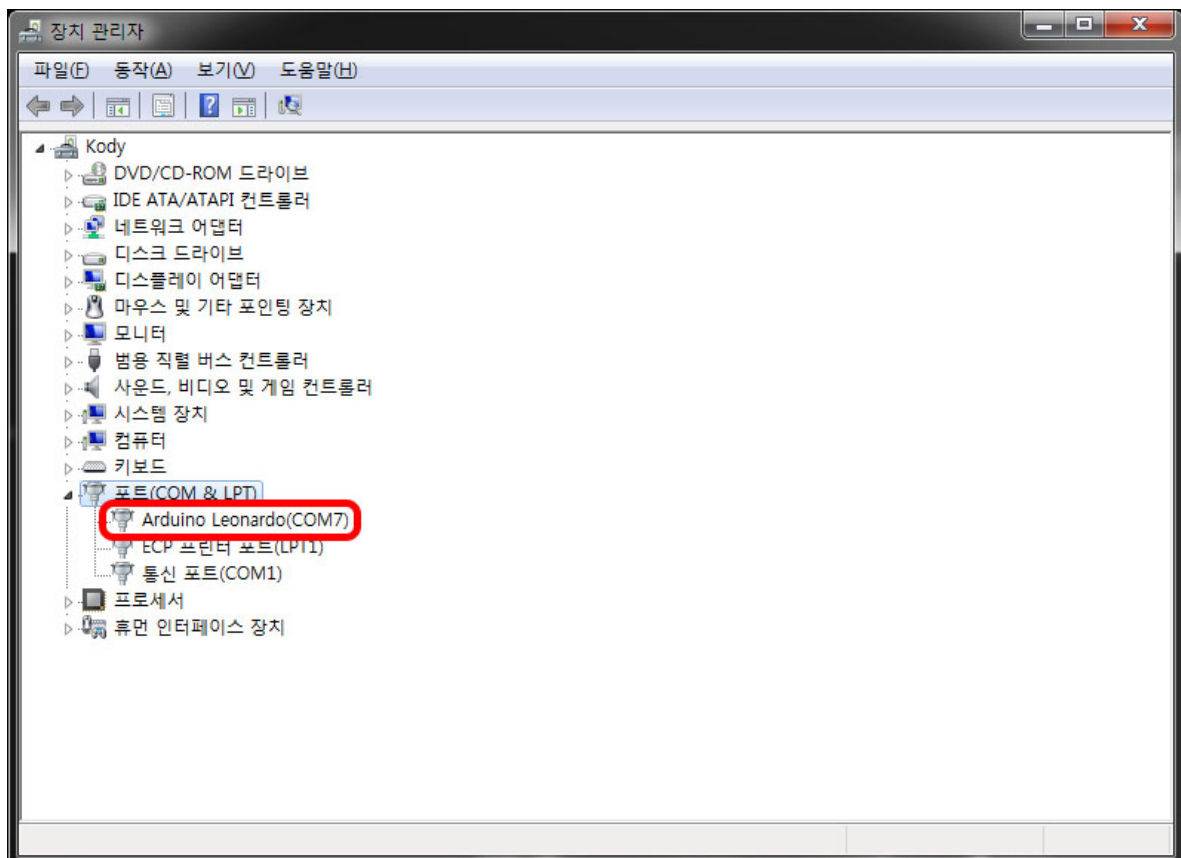 장치 관리자
파일(F) 동작(A) 보기(V) 도움말(H)
Kody
DVD/CD-ROM 드라이브
IDE ATA/ATAPI 컨트롤러
네트워크 어댑터
디스크 드라이브
디스플레이 어댑터
마우스 및 기타 포인팅 장치
모니터
범용 직렬 버스 컨트롤러
사운드, 비디오 및 게임 컨트롤러
시스템 장치
컴퓨터
키보드
포트(COM & LPT)
Arduino Leonardo(COM7)
ECP 프린터 포트(LPT1)
통신 포트(COM1)
프로세서
휴먼 인터페이스 장치